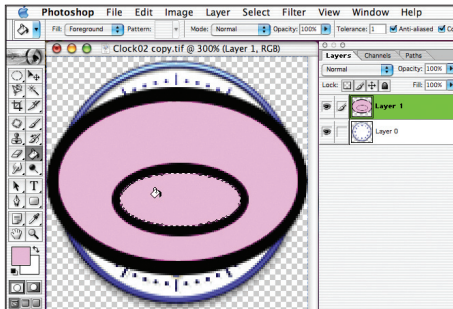 Photoshop File Edit Image Layer Select Filter View Window Help
Fill: Foreground Pattern: Mode: Normal Opacity: 100% Tolerance: 1 Anti-aliased Co
Clock02 copy.tif @ 300% (Layer 1, RGB)
Layers Channels Paths
Normal Opacity: 100%
Lock: Fill: 100%
Layer 1
Layer 0
T